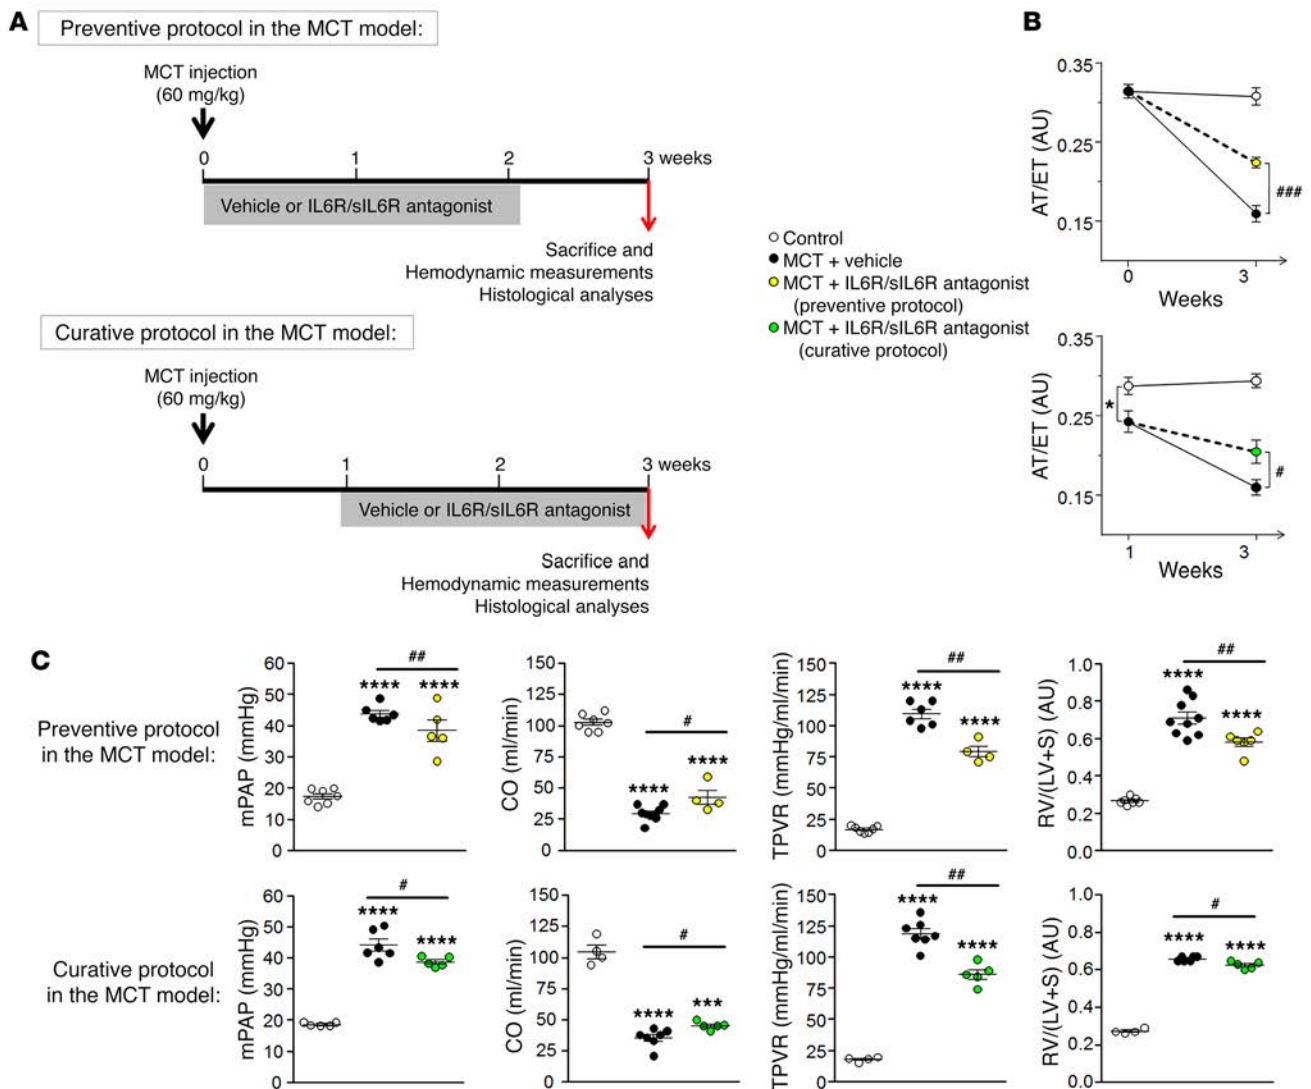 A
Preventive protocol in the MCT model:
MCT injection
(60 mg/kg)
0 1 2 3 weeks
Vehicle or IL6R/sIL6R antagonist
Sacrifice and
Hemodynamic measurements
Histological analyses
Curative protocol in the MCT model:
MCT injection
(60 mg/kg)
0 1 2 3 weeks
Vehicle or IL6R/sIL6R antagonist
Sacrifice and
Hemodynamic measurements
Histological analyses
Control
MCT + vehicle
MCT + IL6R/sIL6R antagonist
(preventive protocol)
MCT + IL6R/sIL6R antagonist
(curative protocol)
B
AT/ET (AU)
0.35
0.25
0.15
###
0 3
Weeks
AT/ET (AU)
0.35
0.25
0.15
*
#
1 3
Weeks
C
Preventive protocol
in the MCT model:
mPAP (mmHg)
60
50
40
30
20
10
0
##
**** ****
CO (ml/min)
150
125
100
75
50
25
0
#
**** ****
TPVR (mmHg/ml/min)
150
125
100
75
50
25
0
##
**** ****
RV/(LV+S) (AU)
1.0
0.8
0.6
0.4
0.2
0.0
##
**** ****
Curative protocol
in the MCT model:
mPAP (mmHg)
60
50
40
30
20
10
0
#
**** ****
CO (ml/min)
150
125
100
75
50
25
0
#
**** ***
TPVR (mmHg/ml/min)
150
125
100
75
50
25
0
##
**** ****
RV/(LV+S) (AU)
1.0
0.8
0.6
0.4
0.2
0.0
#
**** ****